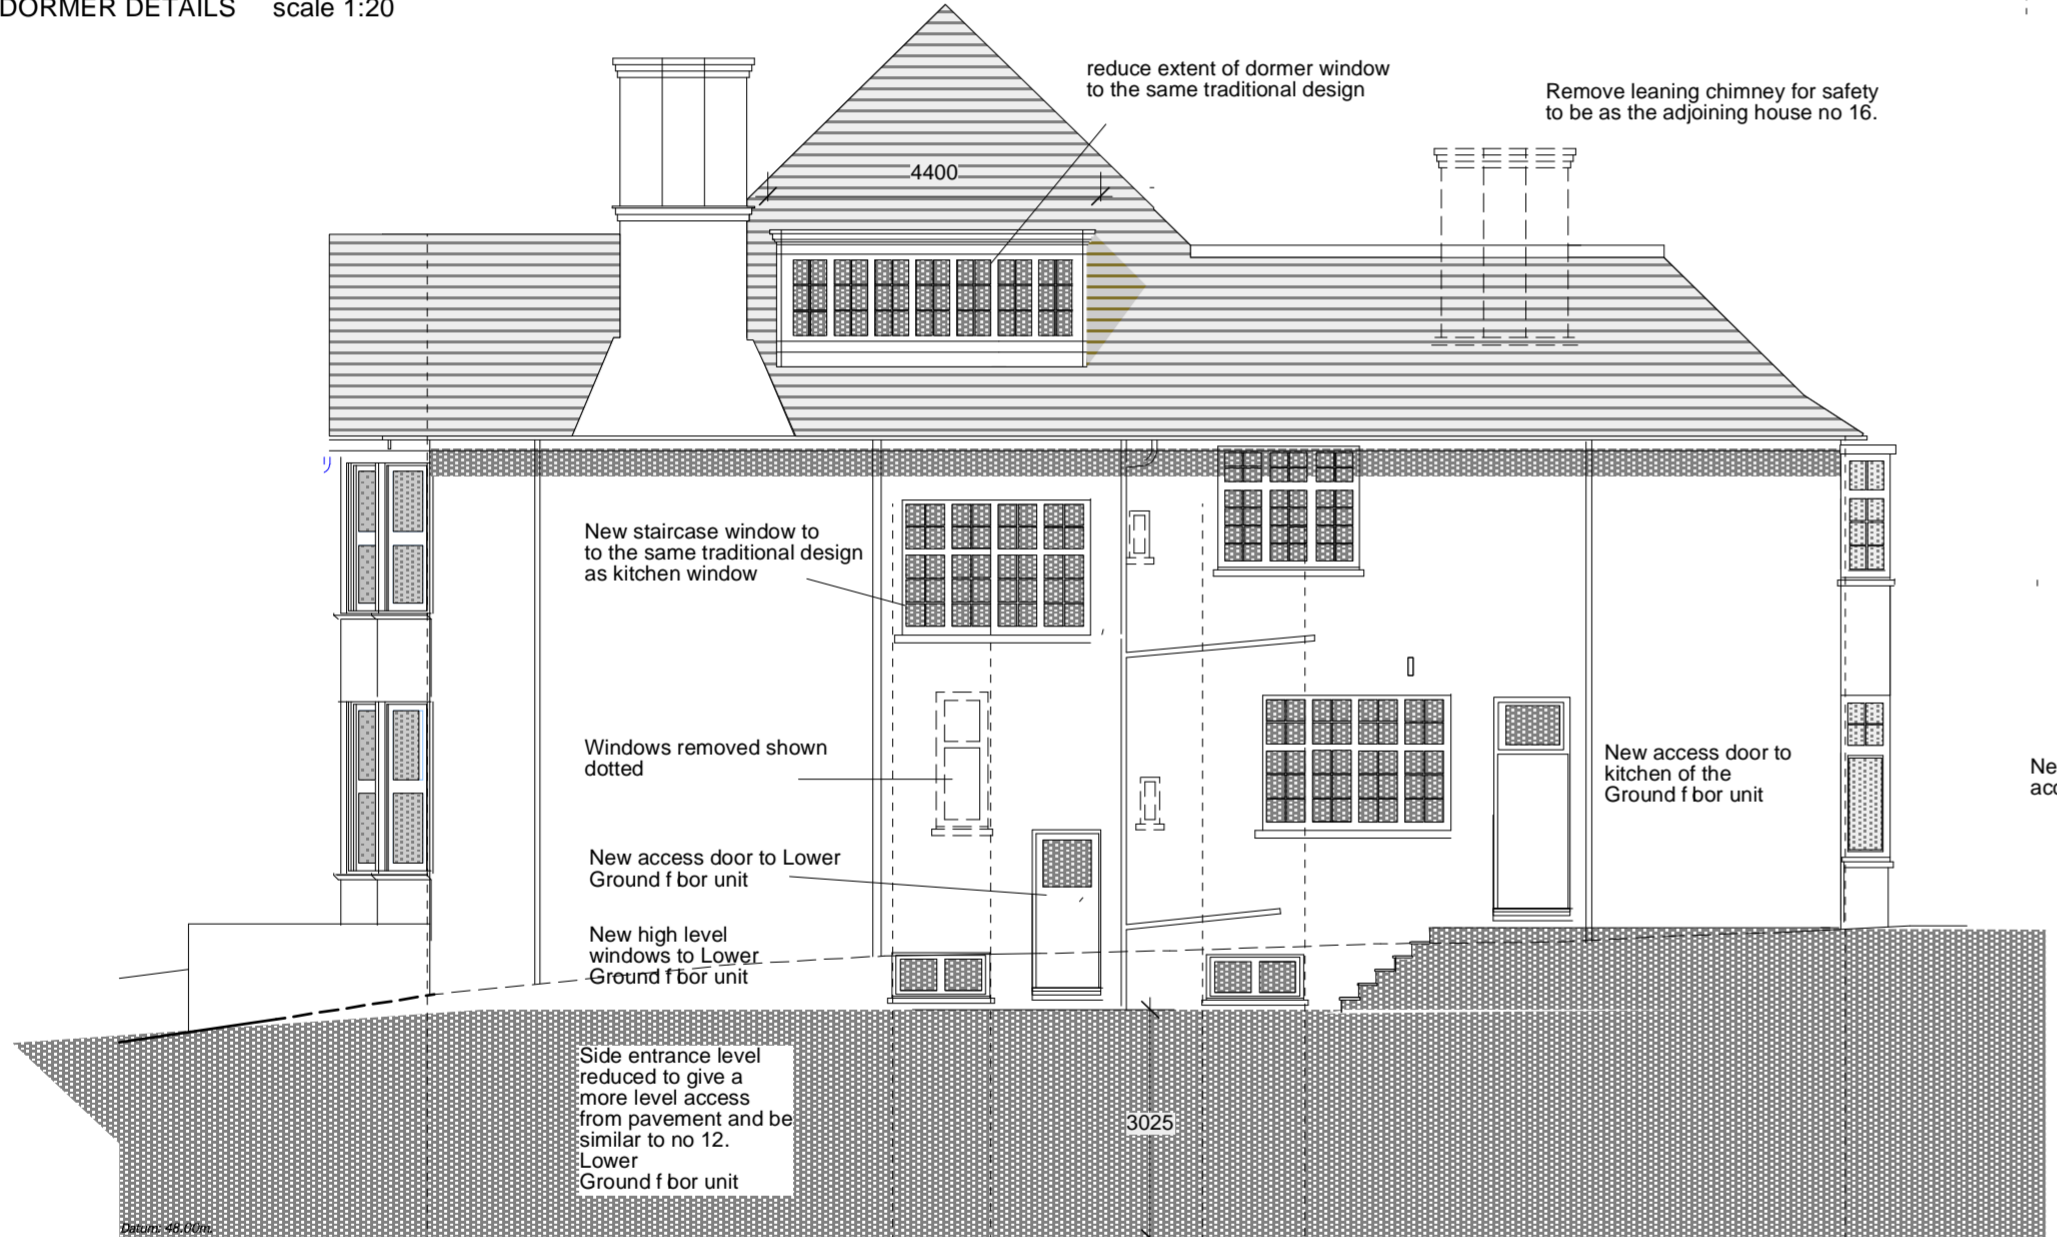 DORMER DETAILS scale 1:20
reduce extent of dormer window
to the same traditional design
Remove leaning chimney for safety
to be as the adjoining house no 16.
4400
New staircase window to
to the same traditional design
as kitchen window
Windows removed shown
dotted
New access door to
kitchen of the
Ground f bor unit
Ne
acc
New access door to Lower
Ground f bor unit
New high level
windows to Lower
Ground f bor unit
Side entrance level
reduced to give a
more level access
from pavement and be
similar to no 12.
Lower
Ground f bor unit
3025
Datum: 48.00m.